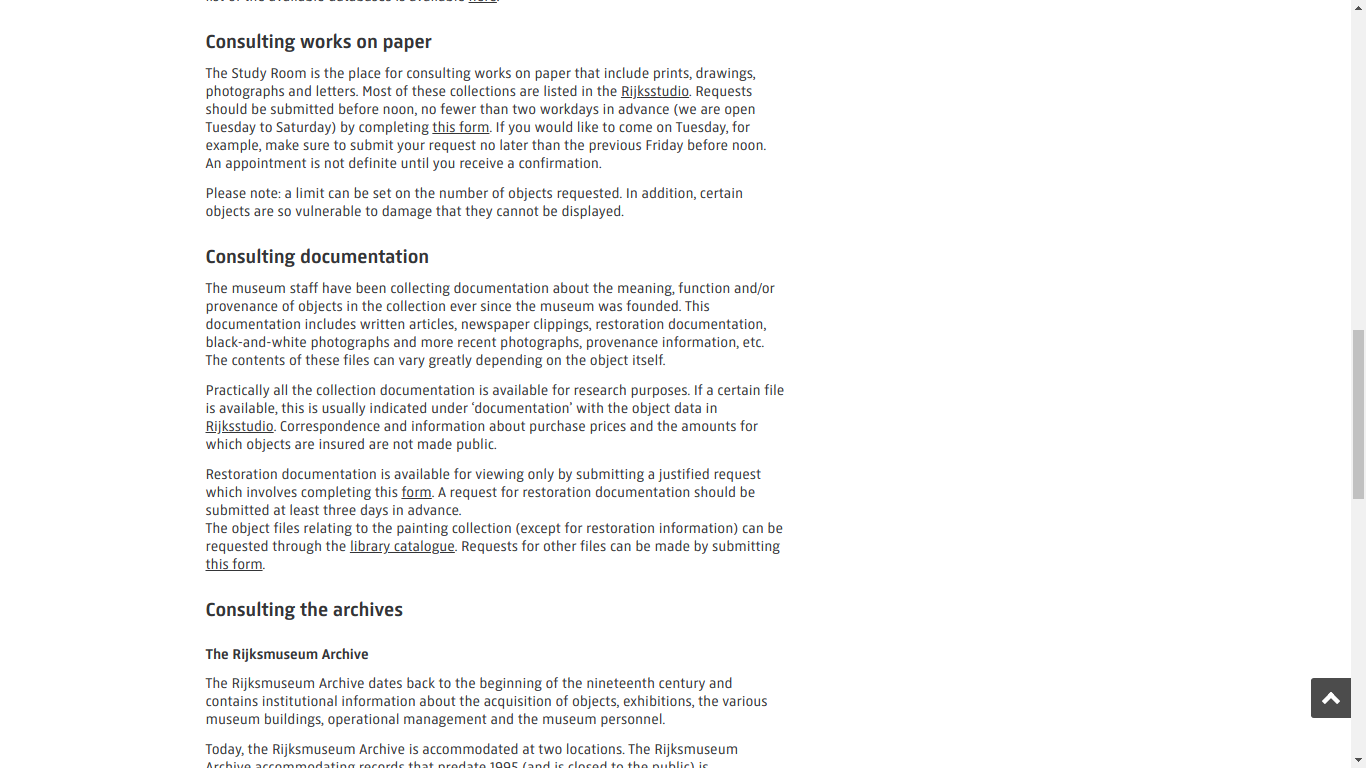 Consulting works on paper
The Study Room is the place for consulting works on paper that include prints, drawings,
photographs and letters. Most of these collections are listed in the Rijksstudio. Requests
should be submitted before noon, no fewer than two workdays in advance (we are open
Tuesday to Saturday) by completing this form. If you would like to come on Tuesday, for
example, make sure to submit your request no later than the previous Friday before noon.
An appointment is not definite until you receive a confirmation.
Please note: a limit can be set on the number of objects requested. In addition, certain
objects are so vulnerable to damage that they cannot be displayed.
Consulting documentation
The museum staff have been collecting documentation about the meaning, function and/or
provenance of objects in the collection ever since the museum was founded. This
documentation includes written articles, newspaper clippings, restoration documentation,
black-and-white photographs and more recent photographs, provenance information, etc.
The contents of these files can vary greatly depending on the object itself.
Practically all the collection documentation is available for research purposes. If a certain file
is available, this is usually indicated under ‘documentation’ with the object data in
Rijksstudio. Correspondence and information about purchase prices and the amounts for
which objects are insured are not made public.
Restoration documentation is available for viewing only by submitting a justified request
which involves completing this form. A request for restoration documentation should be
submitted at least three days in advance.
The object files relating to the painting collection (except for restoration information) can be
requested through the library catalogue. Requests for other files can be made by submitting
this form.
Consulting the archives
The Rijksmuseum Archive
The Rijksmuseum Archive dates back to the beginning of the nineteenth century and
contains institutional information about the acquisition of objects, exhibitions, the various
museum buildings, operational management and the museum personnel.
Today, the Rijksmuseum Archive is accommodated at two locations. The Rijksmuseum
Archive accommodating records that predate 1995 (and is closed to the public) is